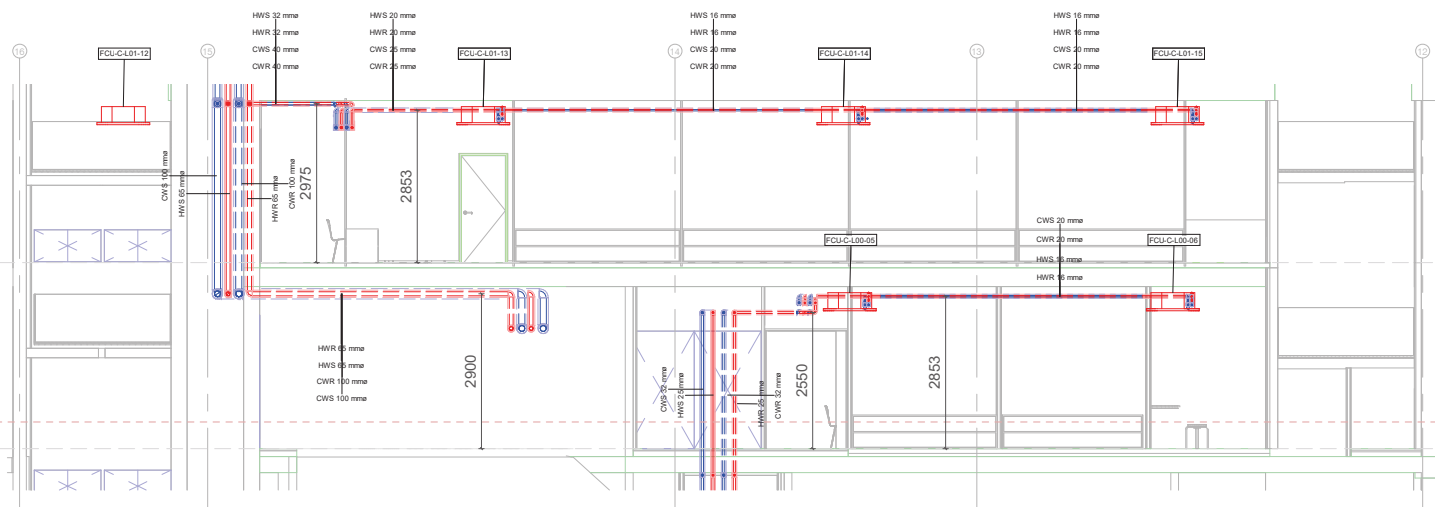 HWS 32 mmø
HWR 32 mmø
CWS 40 mmø
CWR 40 mmø
HWS 20 mmø
HWR 20 mmø
CWS 25 mmø
CWR 25 mmø
HWS 16 mmø
HWR 16 mmø
CWS 20 mmø
CWR 20 mmø
HWS 16 mmø
HWR 16 mmø
CWS 20 mmø
CWR 20 mmø
16
15
14
13
12
FCU-C-L01-12
FCU-C-L01-13
FCU-C-L01-14
FCU-C-L01-15
CWS 100 mmø
HWS 65 mmø
HWR 65 mmø
CWR 100 mmø
2975
2853
CWS 20 mmø
CWR 20 mmø
HWS 16 mmø
HWR 16 mmø
FCU-C-L00-05
FCU-C-L00-06
HWR 65 mmø
HWS 65 mmø
CWR 100 mmø
CWS 100 mmø
2900
CWS 32 mmø
HWS 25 mmø
HWR 25 mmø
CWR 32 mmø
2550
2853